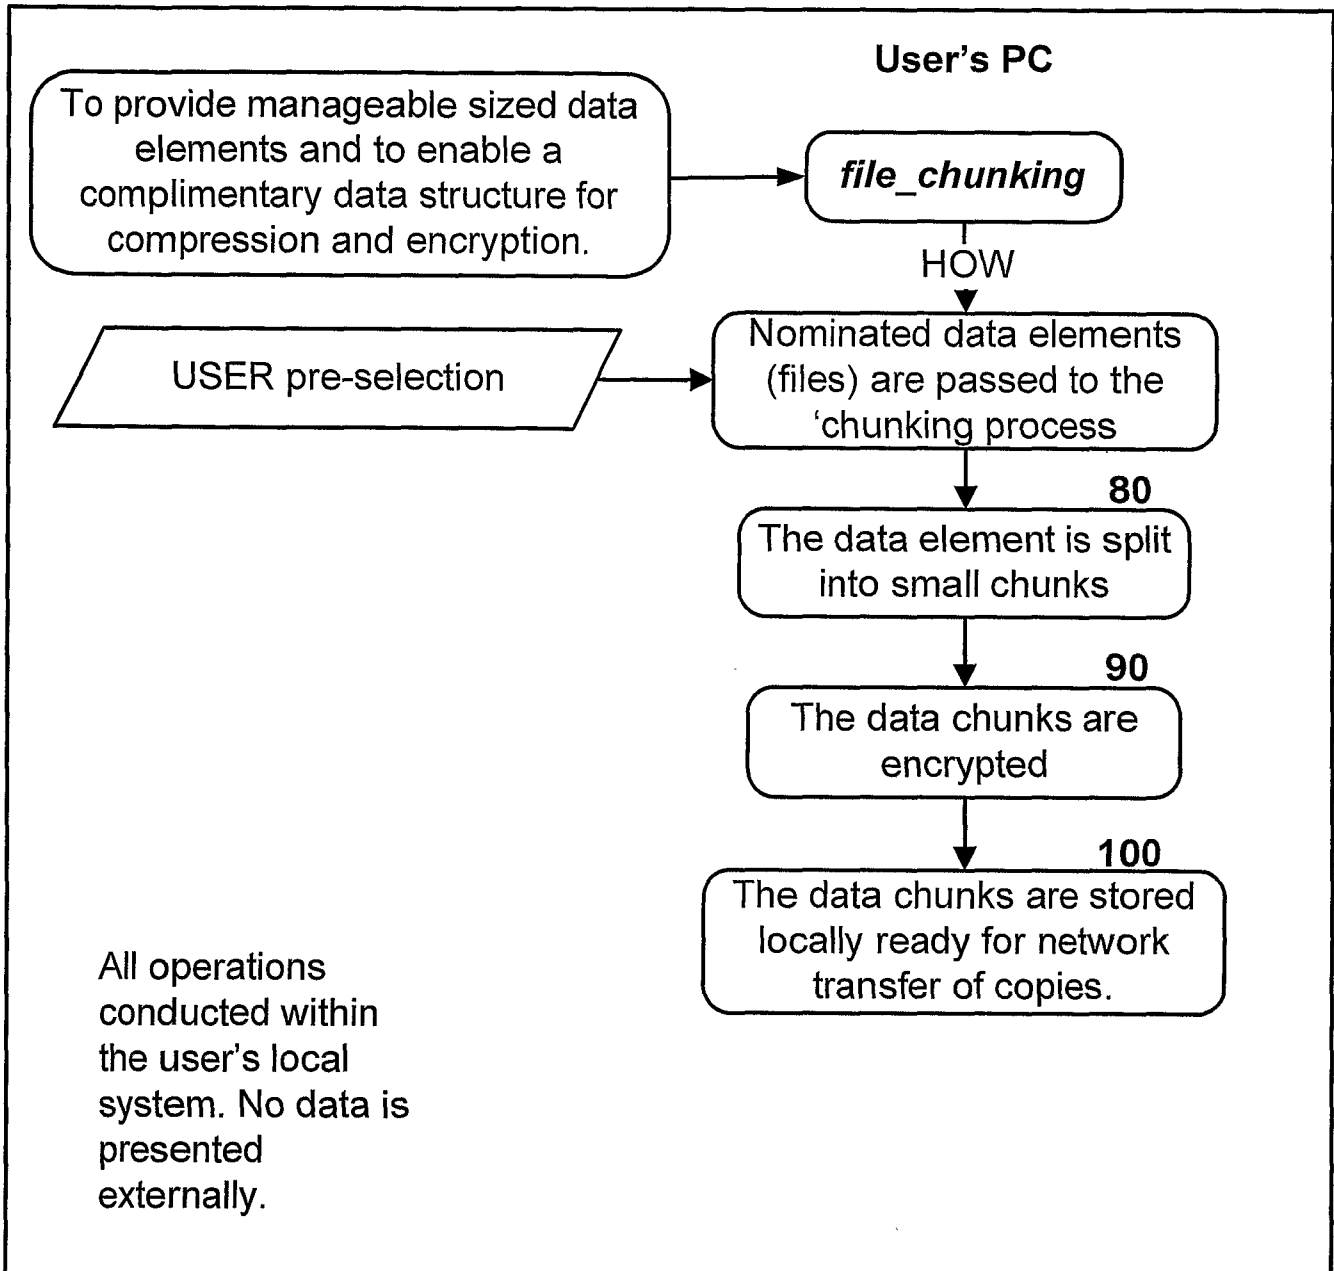 User's PC
To provide manageable sized data
elements and to enable a
complimentary data structure for
compression and encryption.
file_chunking
HOW
USER pre-selection
Nominated data elements
(files) are passed to the
‘chunking process
80
The data element is split
into small chunks
90
The data chunks are
encrypted
100
The data chunks are stored
locally ready for network
transfer of copies.
All operations
conducted within
the user's local
system. No data is
presented
externally.